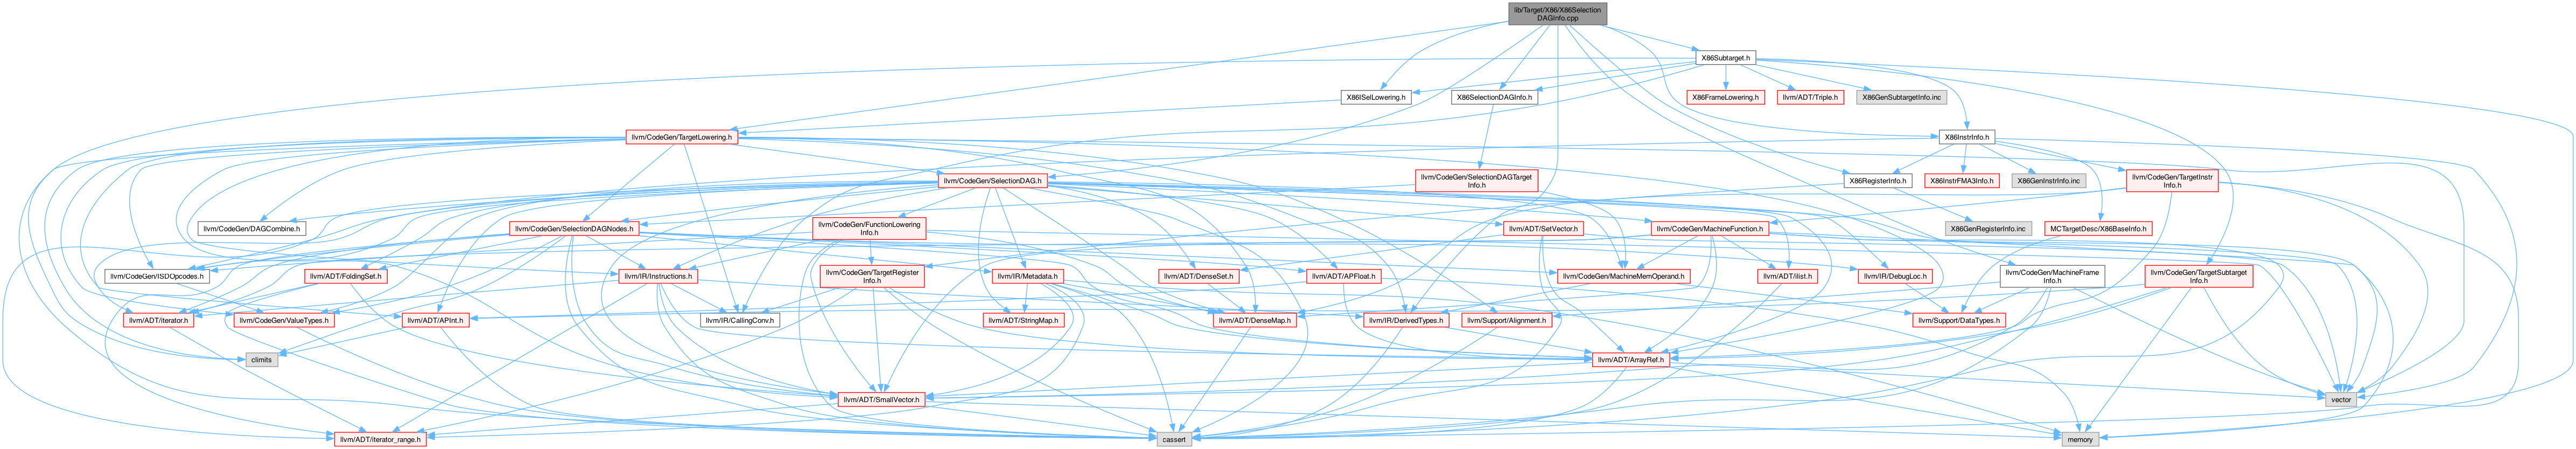 lib/Target/X86/X86Selection
DAGInfo.cpp
X86Subtarget.h
X86ISelLowering.h
X86SelectionDAGInfo.h
X86FrameLowering.h
llvm/ADT/Triple.h
X86GenSubtargetInfo.inc
llvm/CodeGen/TargetLowering.h
X86InstrInfo.h
llvm/CodeGen/SelectionDAG.h
llvm/CodeGen/SelectionDAGTarget
Info.h
X86RegisterInfo.h
X86InstrFMA3Info.h
X86GenInstrInfo.inc
llvm/CodeGen/TargetInstr
Info.h
llvm/CodeGen/DAGCombine.h
llvm/CodeGen/SelectionDAGNodes.h
llvm/CodeGen/FunctionLowering
Info.h
llvm/ADT/SetVector.h
llvm/CodeGen/MachineFunction.h
X86GenRegisterInfo.inc
MCTargetDesc/X86BaseInfo.h
llvm/CodeGen/ISDOpcodes.h
llvm/ADT/FoldingSet.h
llvm/IR/Instructions.h
llvm/CodeGen/TargetRegister
Info.h
llvm/IR/Metadata.h
llvm/ADT/DenseSet.h
llvm/ADT/APFloat.h
llvm/CodeGen/MachineMemOperand.h
llvm/ADT/ilist.h
llvm/IR/DebugLoc.h
llvm/CodeGen/MachineFrame
Info.h
llvm/CodeGen/TargetSubtarget
Info.h
llvm/ADT/iterator.h
llvm/CodeGen/ValueTypes.h
llvm/ADT/APInt.h
llvm/IR/CallingConv.h
llvm/ADT/StringMap.h
llvm/ADT/DenseMap.h
llvm/IR/DerivedTypes.h
llvm/Support/Alignment.h
llvm/Support/DataTypes.h
climits
llvm/ADT/ArrayRef.h
llvm/ADT/SmallVector.h
vector
llvm/ADT/iterator_range.h
cassert
memory